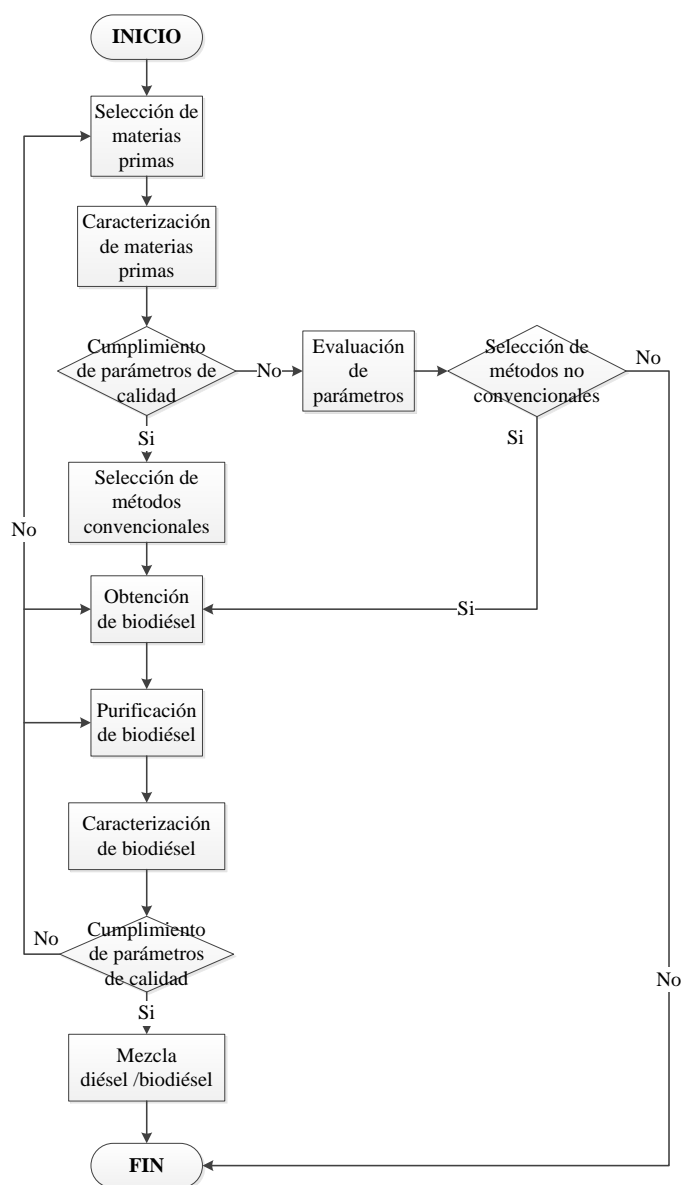 INICIO
Selección de
materias
primas
Caracterización
de materias
primas
Cumplimiento
de parámetros de
calidad
No
Evaluación
de
parámetros
Selección de
métodos no
convencionales
No
Si
Si
Selección de
métodos
convencionales
No
Obtención
de biodiésel
Si
Purificación
de biodiésel
Caracterización
de biodiésel
Cumplimiento
de parámetros
de calidad
No
No
Si
Mezcla
diésel /biodiésel
FIN